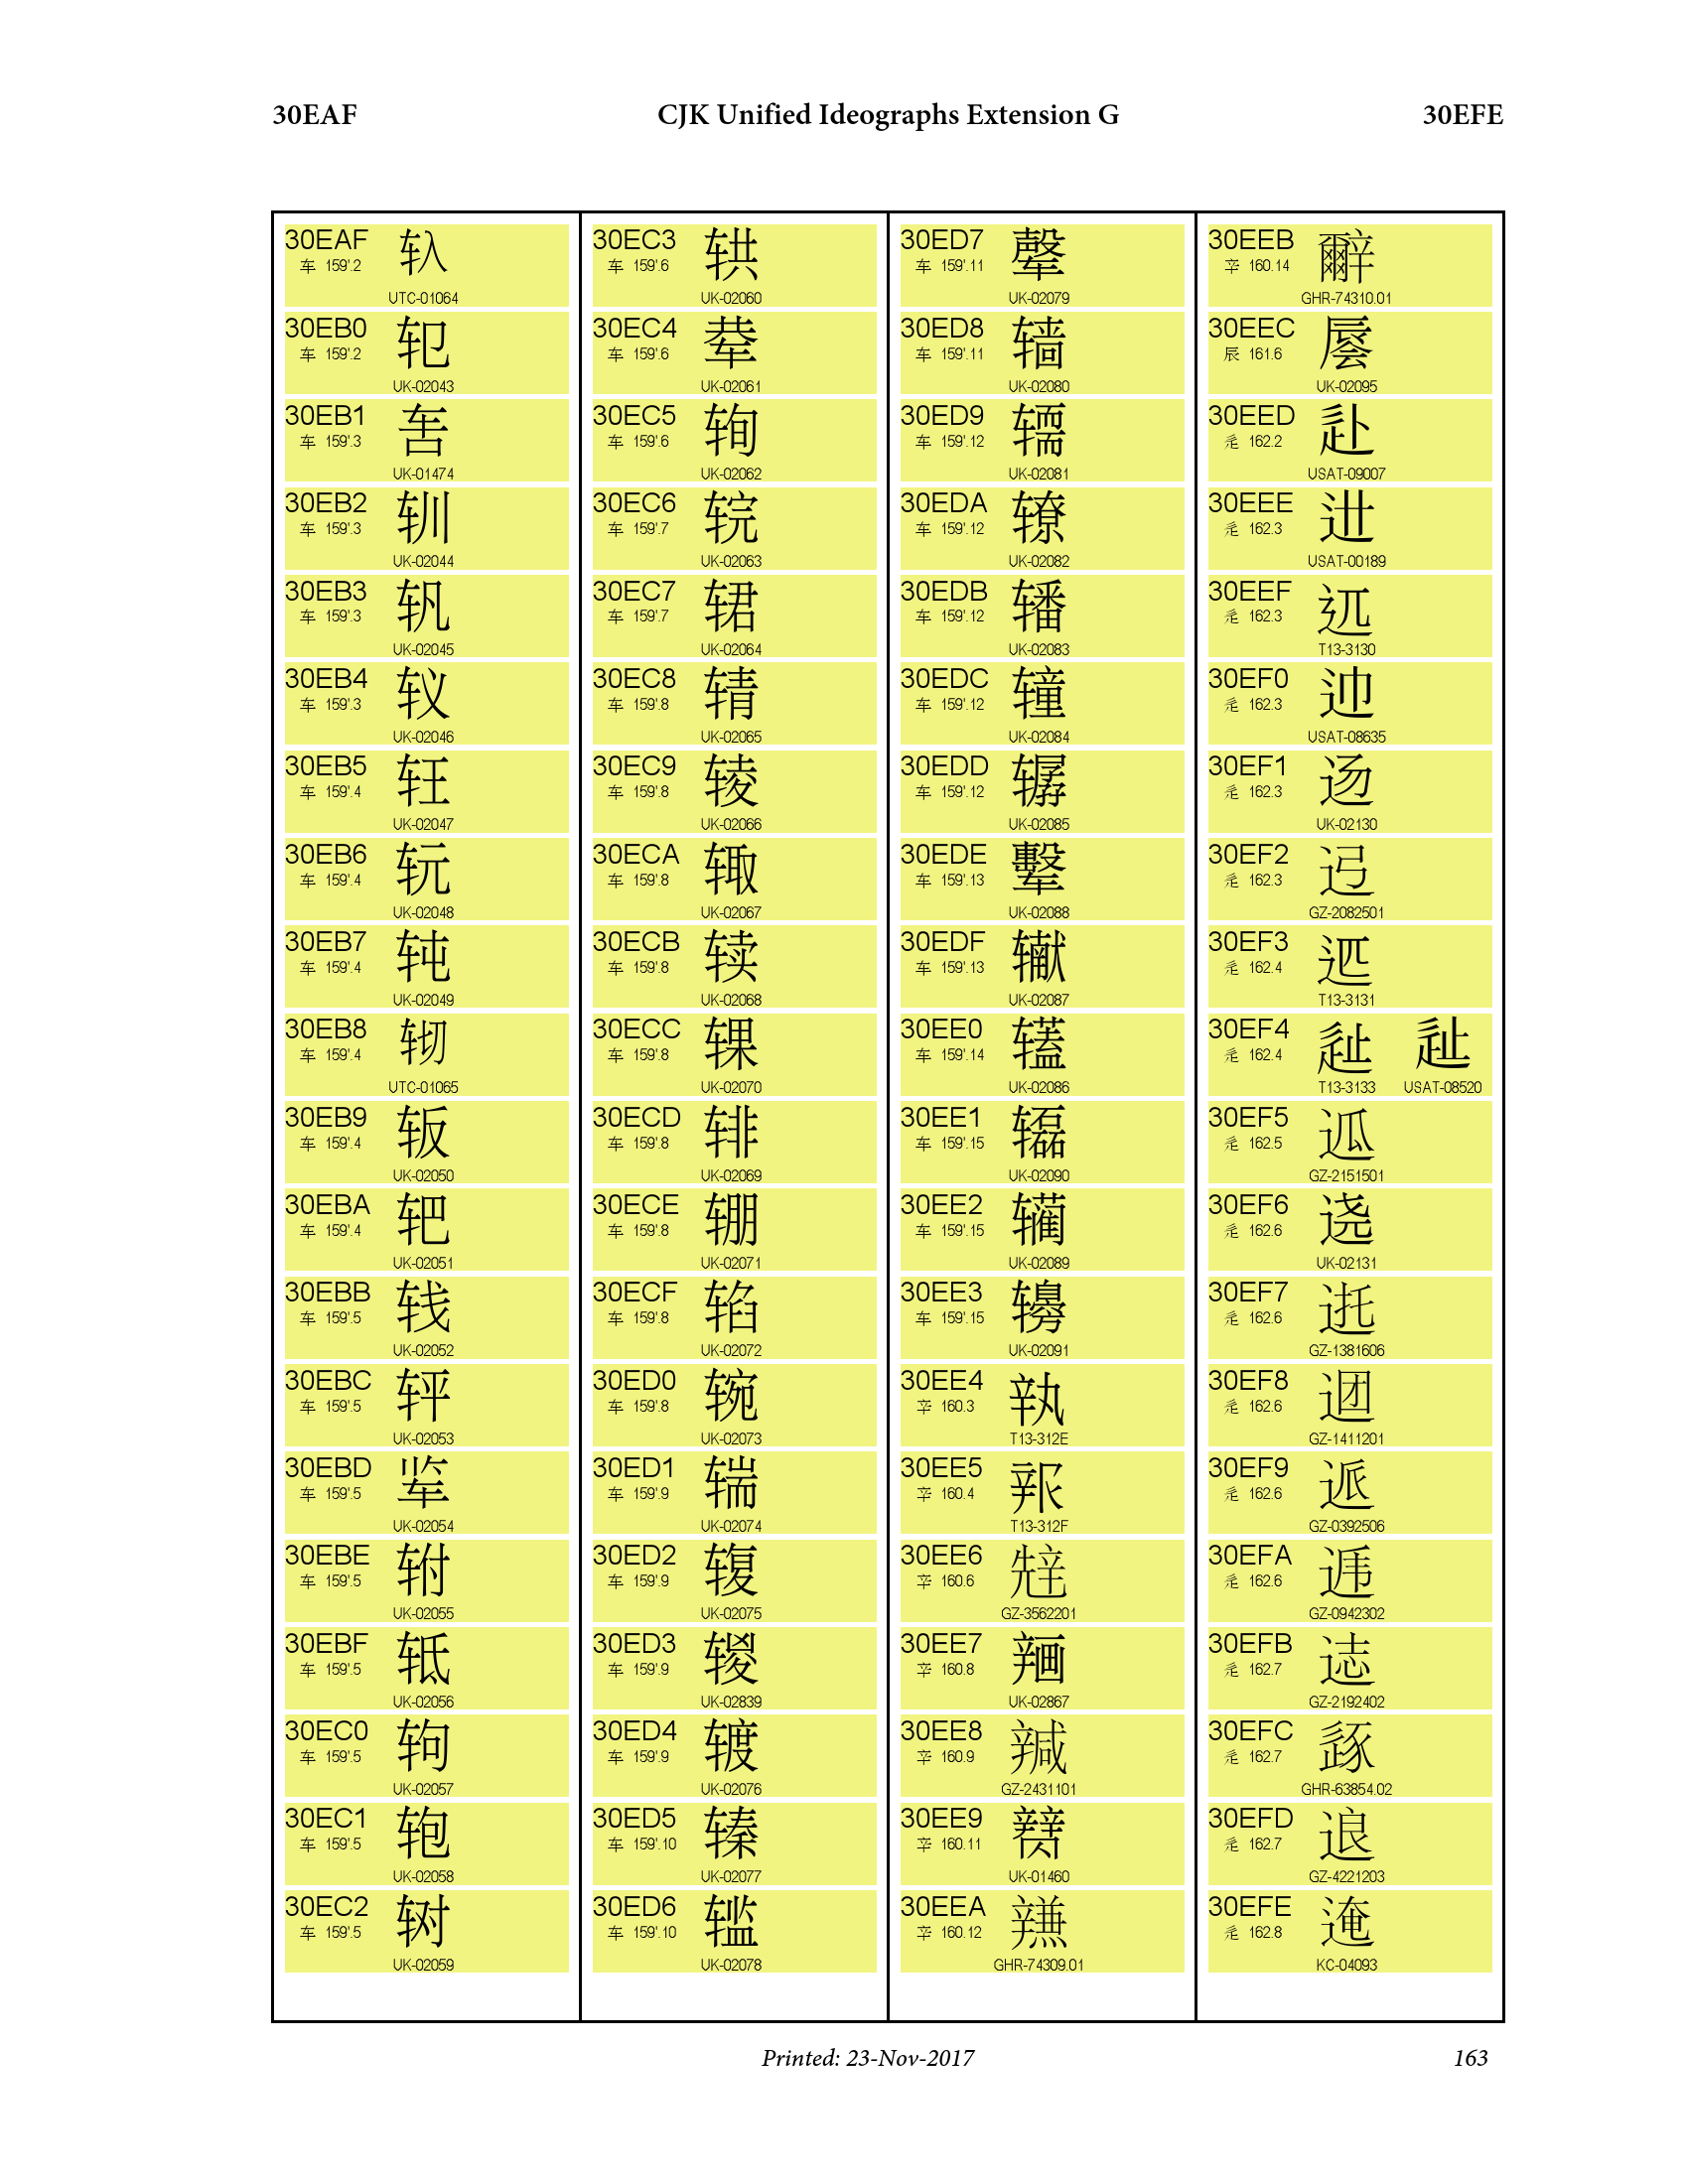 30EAF CJK Unified Ideographs Extension G 30EFE
30EAF
车 159'.2
UTC-01064
30EB0
车 159'.2
UK-02043
30EB1
车 159'.3
UK-01474
30EB2
车 159'.3
UK-02044
30EB3
车 159'.3
UK-02045
30EB4
车 159'.3
UK-02046
30EB5
车 159'.4
UK-02047
30EB6
车 159'.4
UK-02048
30EB7
车 159'.4
UK-02049
30EB8
车 159'.4
UTC-01065
30EB9
车 159'.4
UK-02050
30EBA
车 159'.4
UK-02051
30EBB
车 159'.5
UK-02052
30EBC
车 159'.5
UK-02053
30EBD
车 159'.5
UK-02054
30EBE
车 159'.5
UK-02055
30EBF
车 159'.5
UK-02056
30EC0
车 159'.5
UK-02057
30EC1
车 159'.5
UK-02058
30EC2
车 159'.5
UK-02059
30EC3
车 159'.6
UK-02060
30EC4
车 159'.6
UK-02061
30EC5
车 159'.6
UK-02062
30EC6
车 159'.7
UK-02063
30EC7
车 159'.7
UK-02064
30EC8
车 159'.8
UK-02065
30EC9
车 159'.8
UK-02066
30ECA
车 159'.8
UK-02067
30ECB
车 159'.8
UK-02068
30ECC
车 159'.8
UK-02070
30ECD
车 159'.8
UK-02069
30ECE
车 159'.8
UK-02071
30ECF
车 159'.8
UK-02072
30ED0
车 159'.8
UK-02073
30ED1
车 159'.9
UK-02074
30ED2
车 159'.9
UK-02075
30ED3
车 159'.9
UK-02839
30ED4
车 159'.9
UK-02076
30ED5
车 159'.10
UK-02077
30ED6
车 159'.10
UK-02078
30ED7
车 159'.11
UK-02079
30ED8
车 159'.11
UK-02080
30ED9
车 159'.12
UK-02081
30EDA
车 159'.12
UK-02082
30EDB
车 159'.12
UK-02083
30EDC
车 159'.12
UK-02084
30EDD
车 159'.12
UK-02085
30EDE
车 159'.13
UK-02088
30EDF
车 159'.13
UK-02087
30EE0
车 159'.14
UK-02086
30EE1
车 159'.15
UK-02090
30EE2
车 159'.15
UK-02089
30EE3
车 159'.15
UK-02091
30EE4
辛 160.3
T13-312E
30EE5
辛 160.4
T13-312F
30EE6
辛 160.6
GZ-3562201
30EE7
辛 160.8
UK-02867
30EE8
辛 160.9
GZ-2431101
30EE9
辛 160.11
UK-01460
30EEA
辛 160.12
GHR-74309.01
30EEB
辛 160.14
GHR-74310.01
30EEC
辰 161.6
UK-02095
30EED
辵 162.2
USAT-09007
30EEE
辵 162.3
USAT-00189
30EEF
辵 162.3
T13-3130
30EF0
辵 162.3
USAT-08635
30EF1
辵 162.3
UK-02130
30EF2
辵 162.3
GZ-2082501
30EF3
辵 162.4
T13-3131
30EF4
辵 162.4
T13-3133 USAT-08520
30EF5
辵 162.5
GZ-2151501
30EF6
辵 162.6
UK-02131
30EF7
辵 162.6
GZ-1381606
30EF8
辵 162.6
GZ-1411201
30EF9
辵 162.6
GZ-0392506
30EFA
辵 162.6
GZ-0942302
30EFB
辵 162.7
GZ-2192402
30EFC
辵 162.7
GHR-63854.02
30EFD
辵 162.7
GZ-4221203
30EFE
辵 162.8
KC-04093
Printed: 23-Nov-2017 163